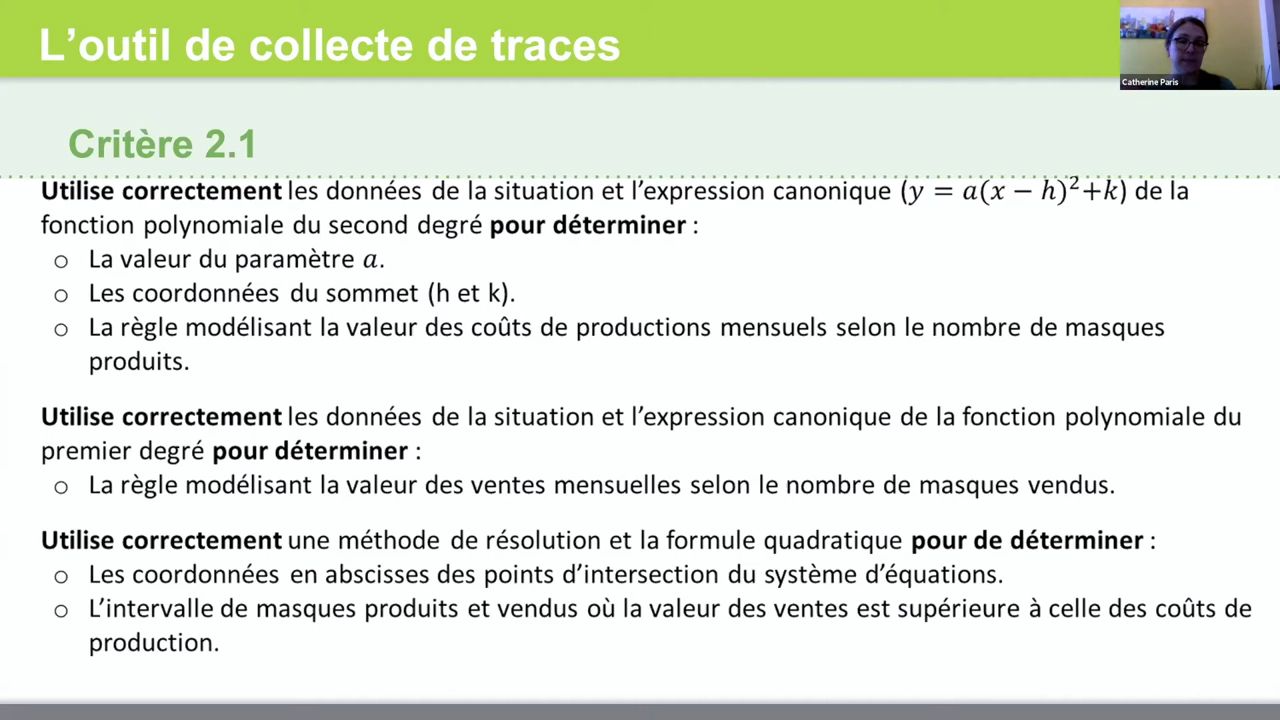 L’outil de collecte de traces
Catherine Paris
Critère 2.1
Utilise correctement les données de la situation et l’expression canonique (y = a(x − h)²+k) de la
fonction polynomiale du second degré pour déterminer :
o La valeur du paramètre a.
o Les coordonnées du sommet (h et k).
o La règle modélisant la valeur des coûts de productions mensuels selon le nombre de masques
produits.
Utilise correctement les données de la situation et l’expression canonique de la fonction polynomiale du
premier degré pour déterminer :
o La règle modélisant la valeur des ventes mensuelles selon le nombre de masques vendus.
Utilise correctement une méthode de résolution et la formule quadratique pour de déterminer :
o Les coordonnées en abscisses des points d’intersection du système d’équations.
o L’intervalle de masques produits et vendus où la valeur des ventes est supérieure à celle des coûts de
production.